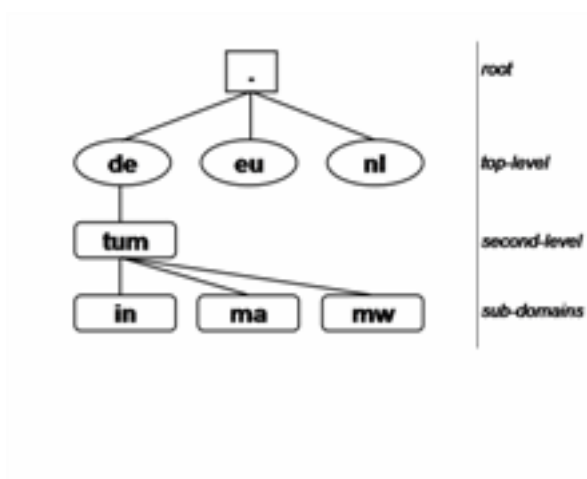 . root
de eu nl top-level
tum second-level
in ma mw sub-domains